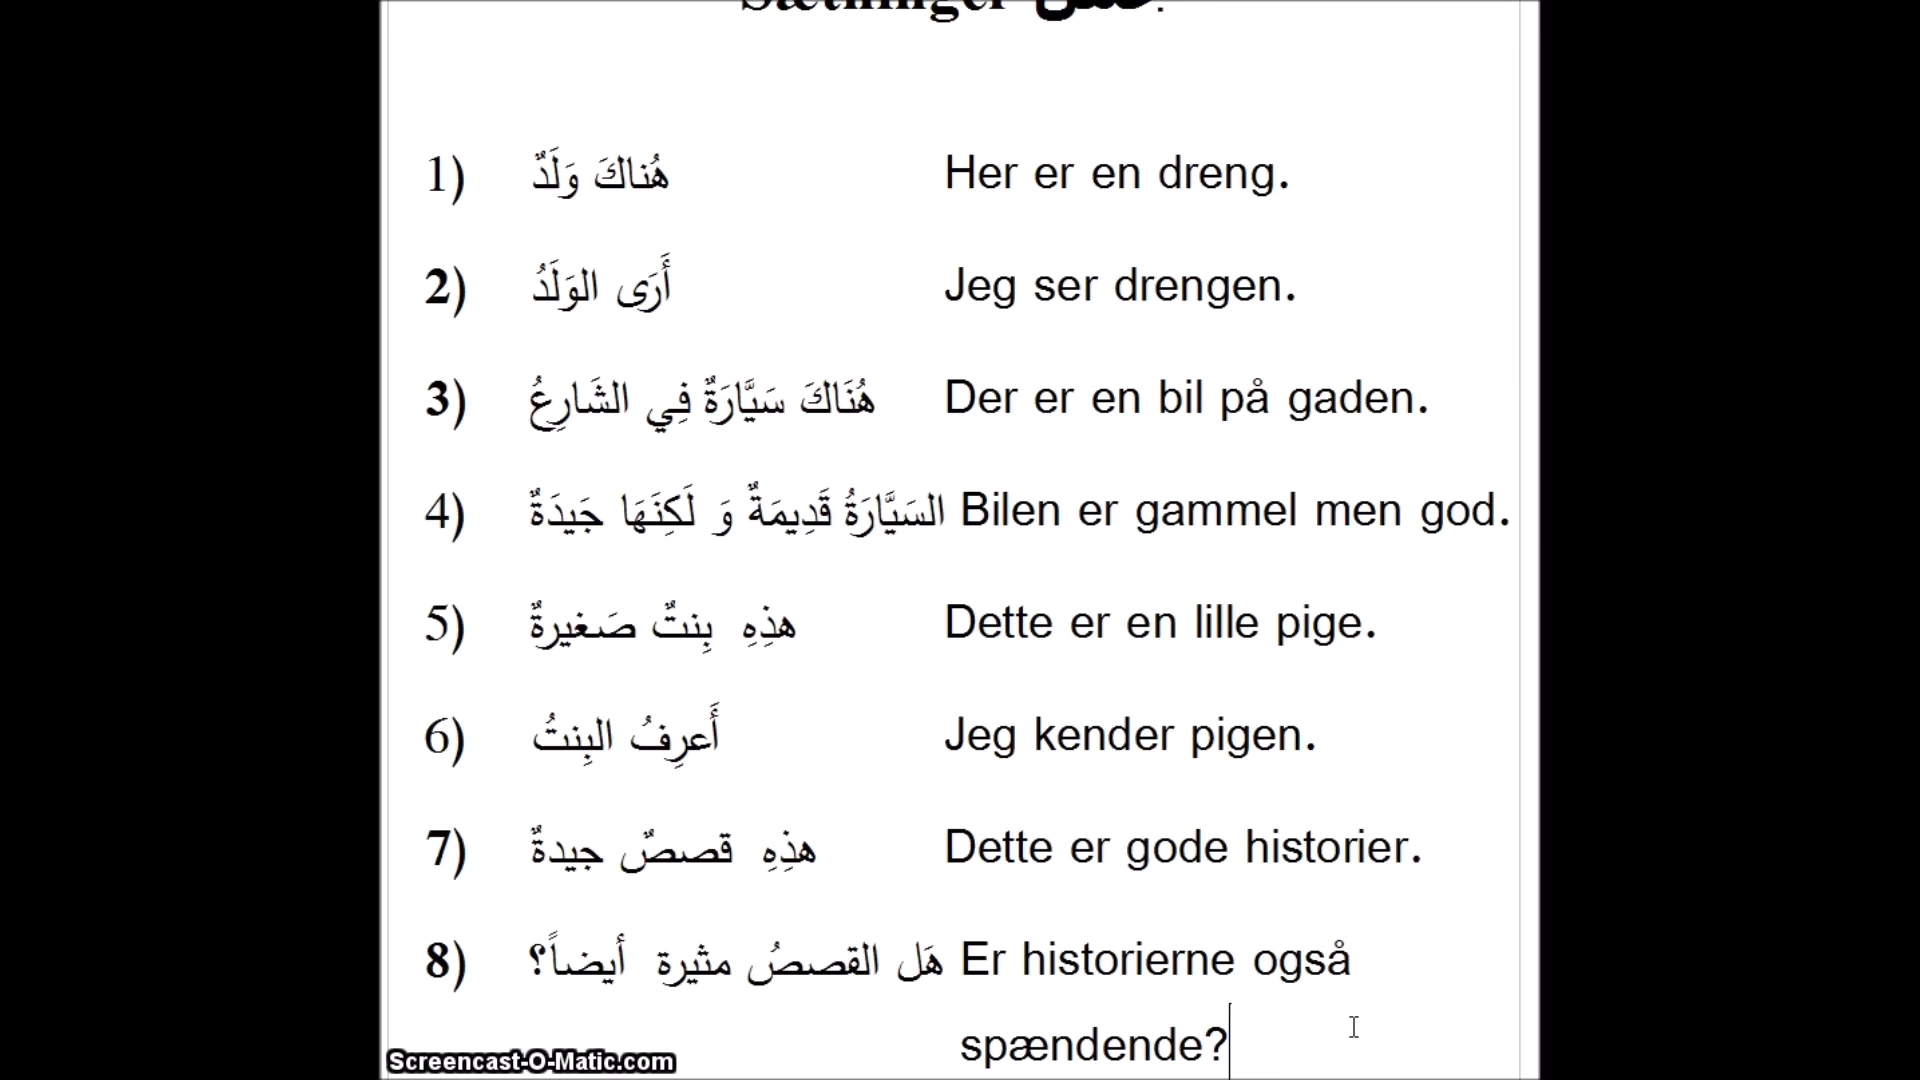 Sætninger
1) هُناكَ وَلَدٌ Her er en dreng.
2) أَرَى الوَلَدُ Jeg ser drengen.
3) هُنَاكَ سَيَّارَةٌ فِي الشَارِعُ Der er en bil på gaden.
4) السَيَّارَةُ قَدِيمَةٌ وَ لَكِنَهَا جَيدَةٌ Bilen er gammel men god.
5) هذِهِ بِنتٌ صَغيرةٌ Dette er en lille pige.
6) أَعرِفُ البِنتُ Jeg kender pigen.
7) هذِهِ قصصٌ جيدةٌ Dette er gode historier.
8) هَل القصصُ مثيرة أيضاً؟ Er historierne også
spændende?
Screencast-O-Matic.com